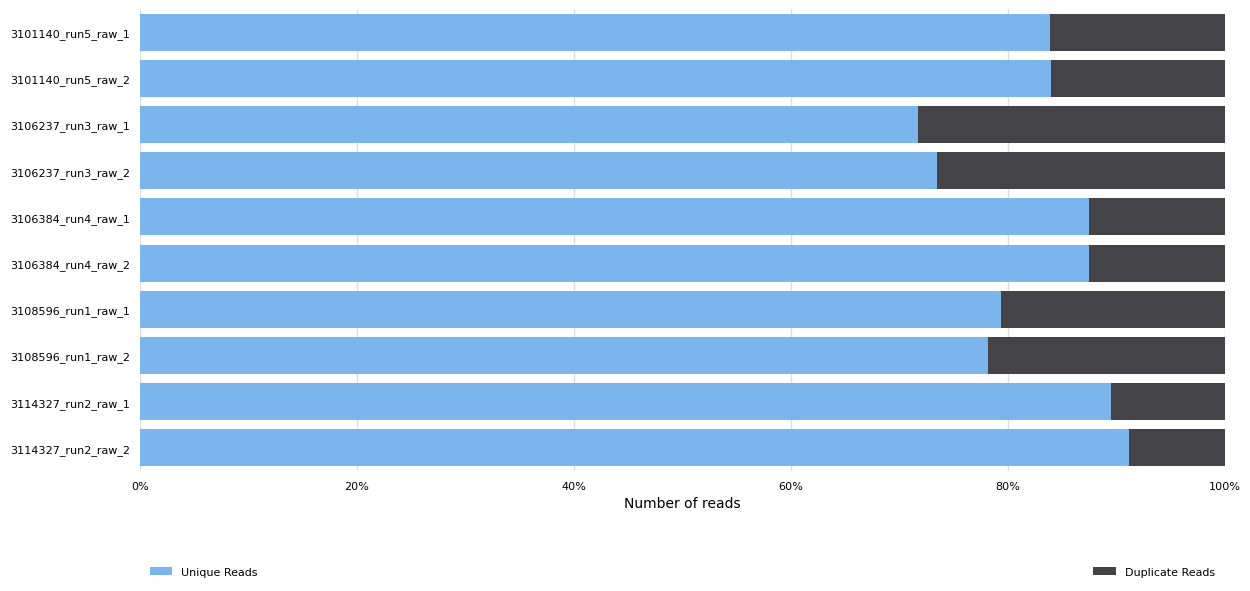 3101140_run5_raw_1
3101140_run5_raw_2
3106237_run3_raw_1
3106237_run3_raw_2
3106384_run4_raw_1
3106384_run4_raw_2
3108596_run1_raw_1
3108596_run1_raw_2
3114327_run2_raw_1
3114327_run2_raw_2
0% 20% 40% 60% 80% 100%
Number of reads
Unique Reads Duplicate Reads